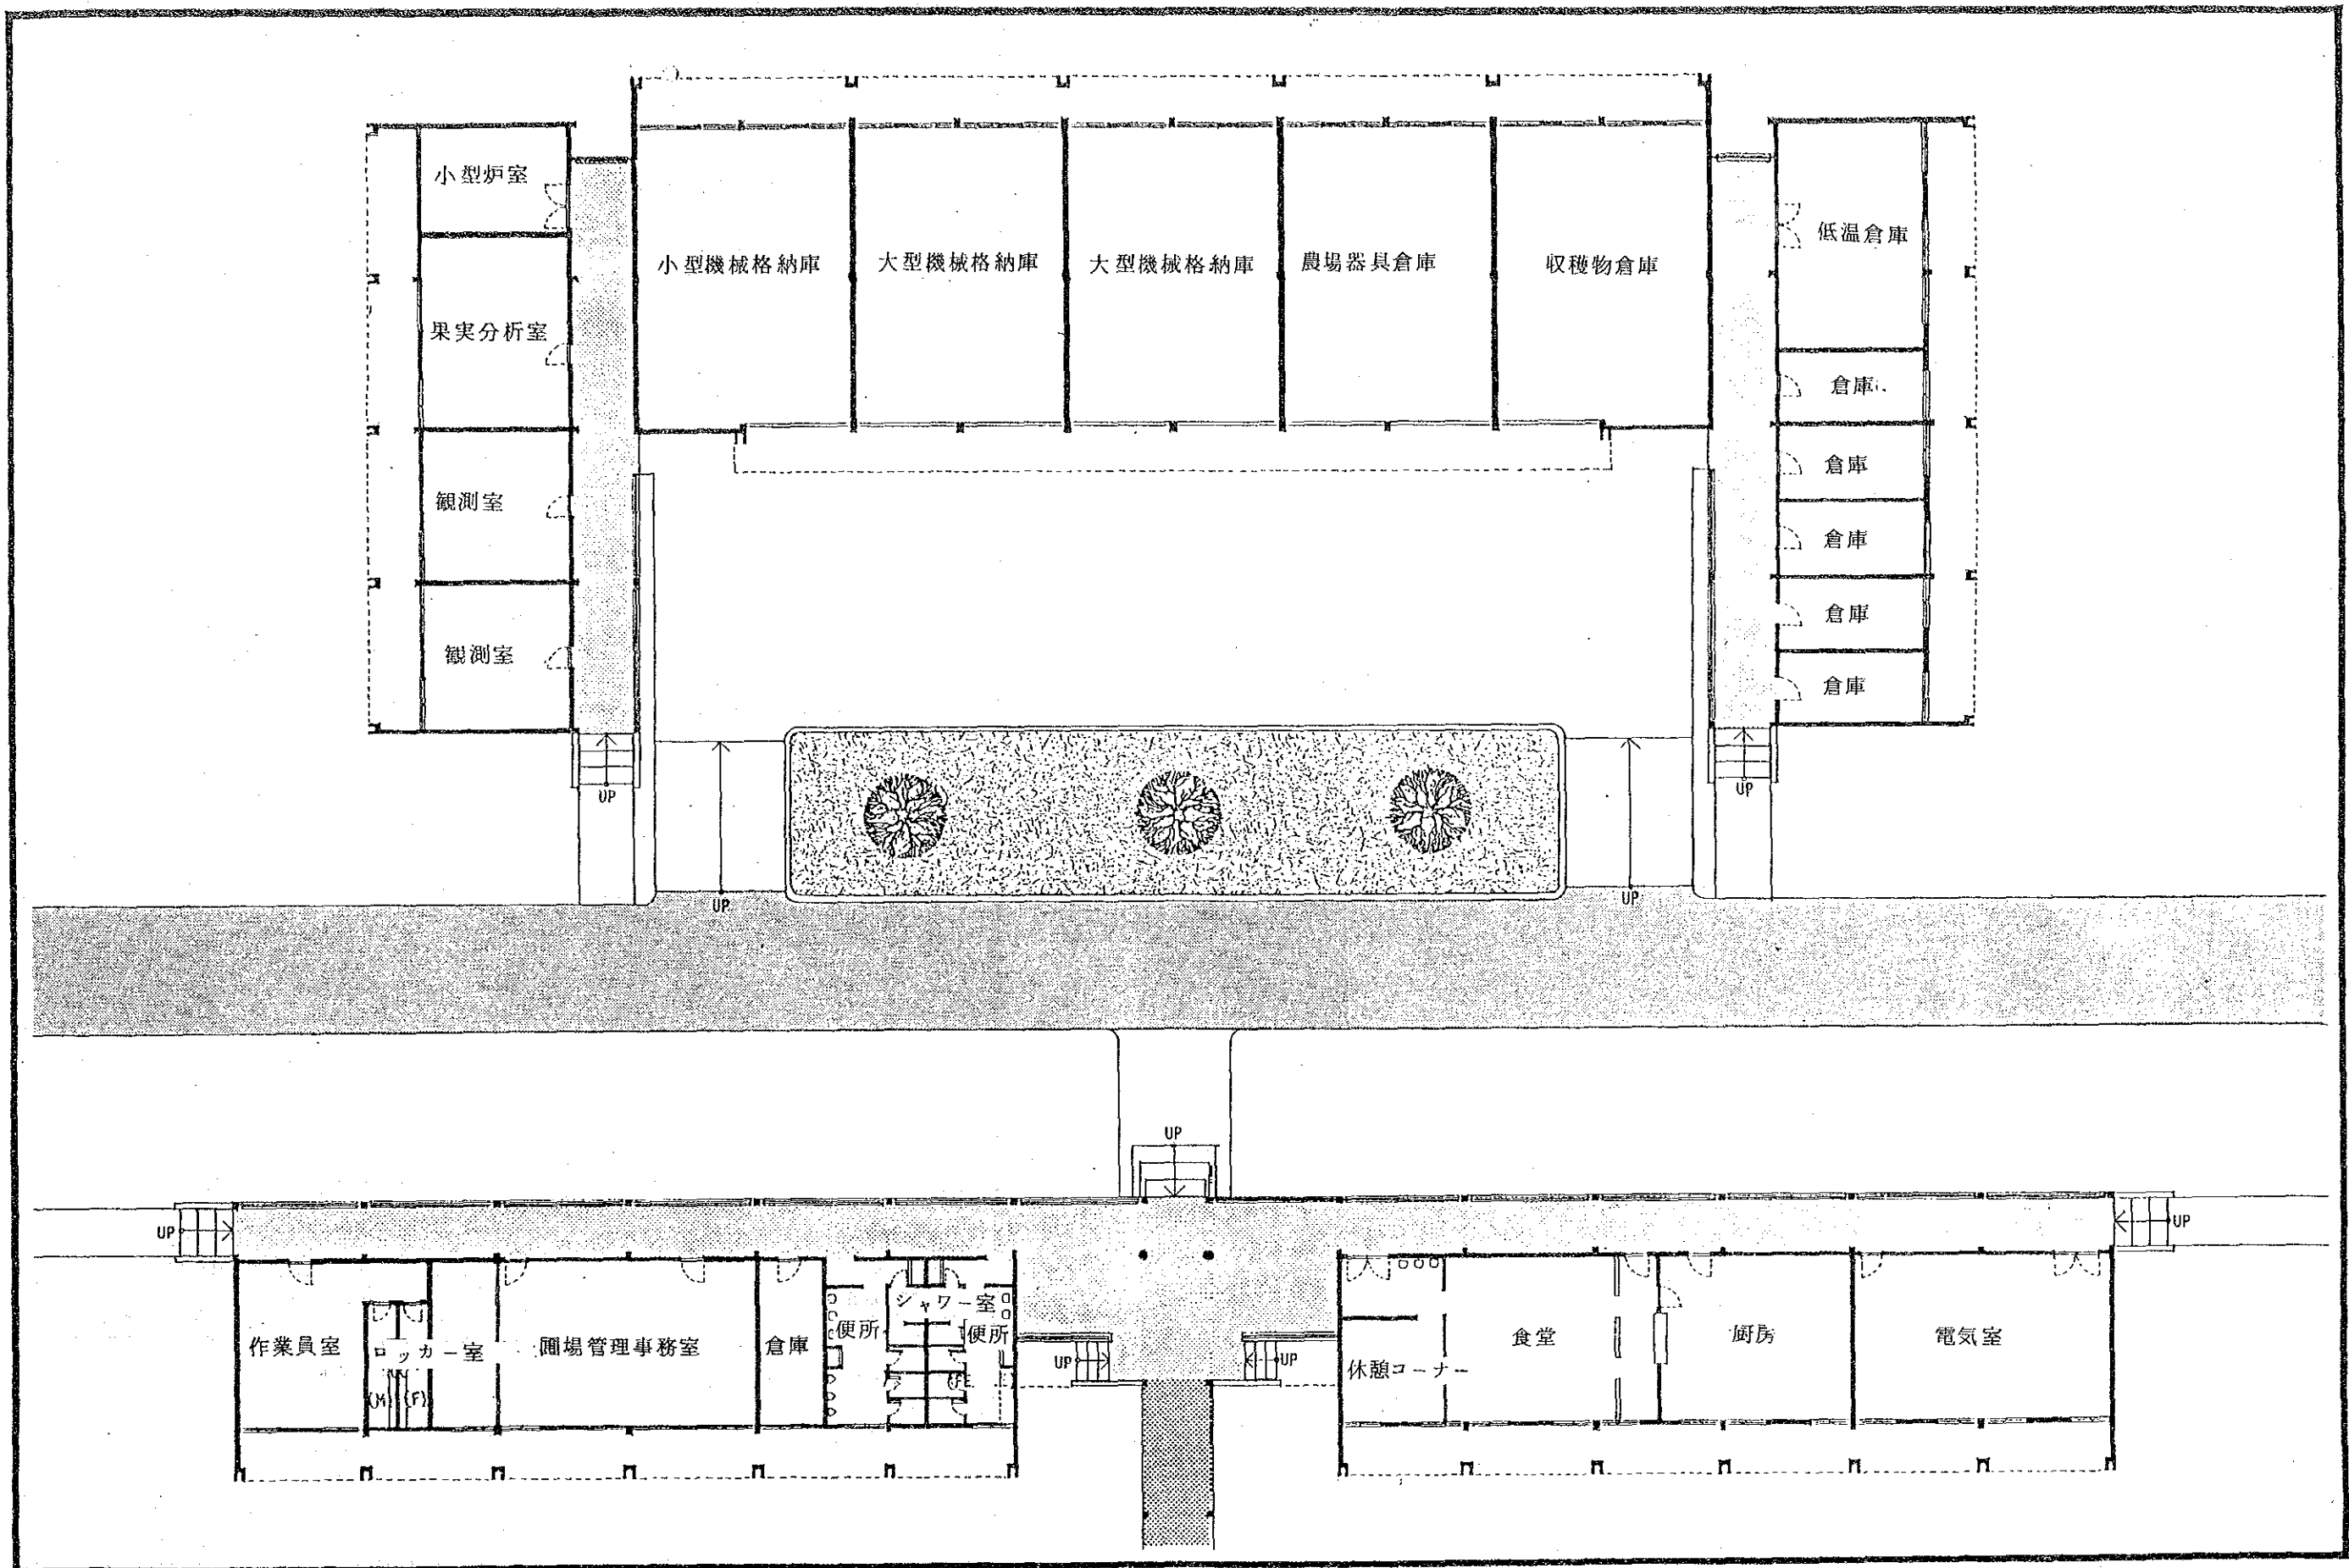 小型炉室
小型機械格納庫
大型機械格納庫
大型機械格納庫
農場器具倉庫
収穫物倉庫
低温倉庫
果実分析室
倉庫
倉庫
観測室
倉庫
倉庫
観測室
倉庫
UP
UP
UP
UP
UP
UP
UP
シャワー室
作業員室
ロッカー室
圃場管理事務室
倉庫
便所
便所
UP
UP
休憩コーナー
食堂
厨房
電気室
(M)
(F)